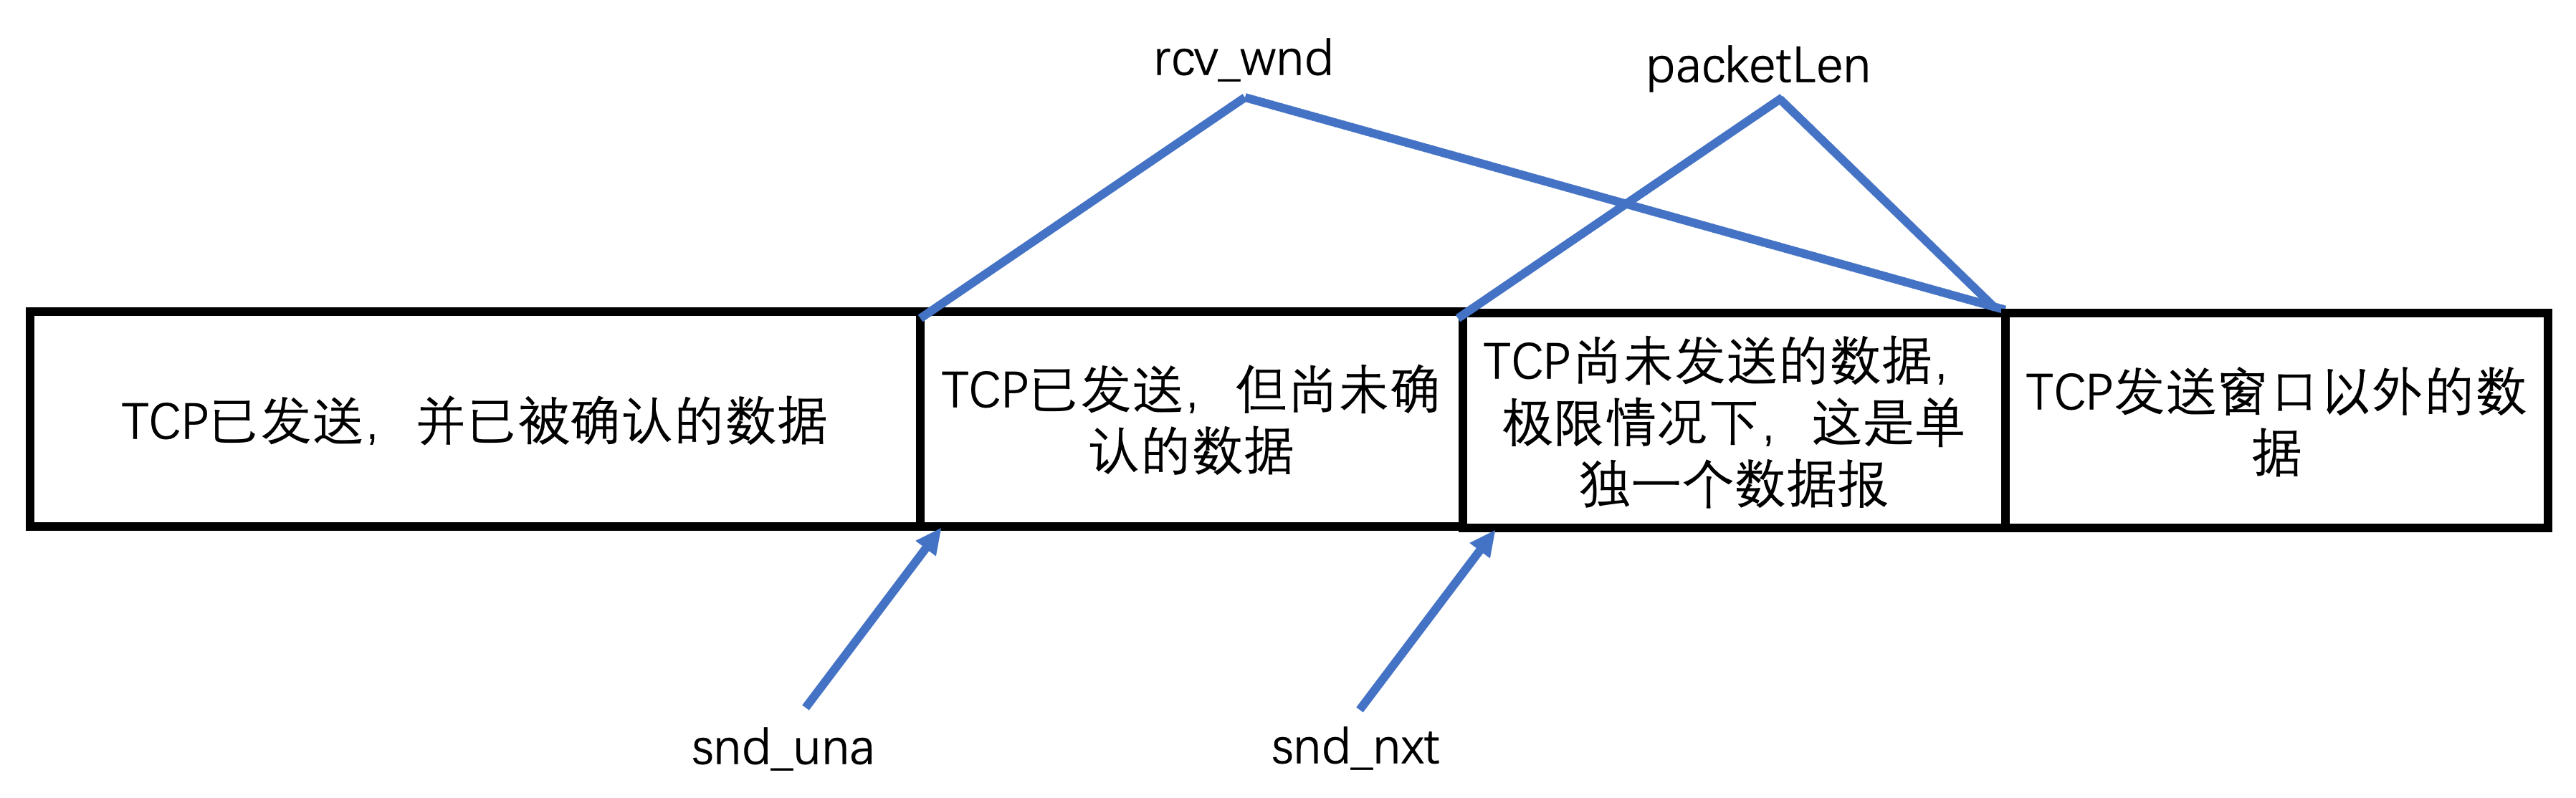 rcv_wnd
packetLen
TCP已发送，并已被确认的数据
TCP已发送，但尚未确
认的数据
TCP尚未发送的数据，
极限情况下，这是单
独一个数据报
TCP发送窗口以外的数
据
snd_una
snd_nxt